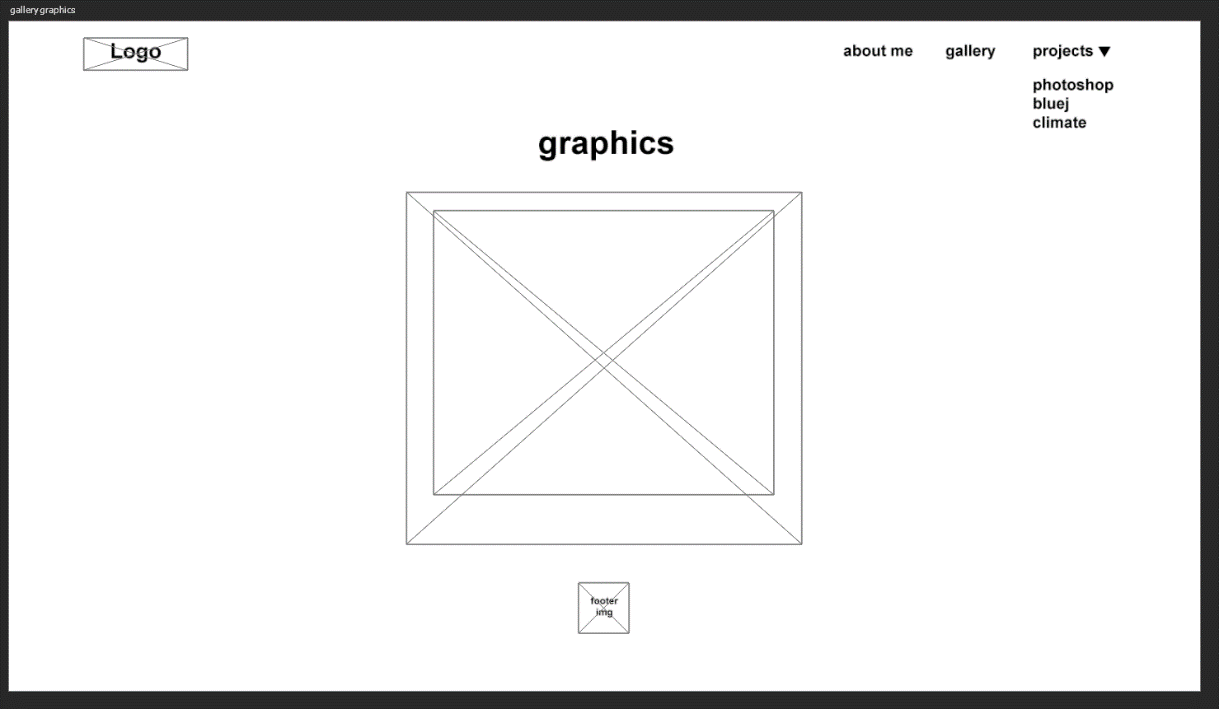 gallery graphics
Logo
about me gallery projects ▼
photoshop
bluej
climate
graphics
footer
img